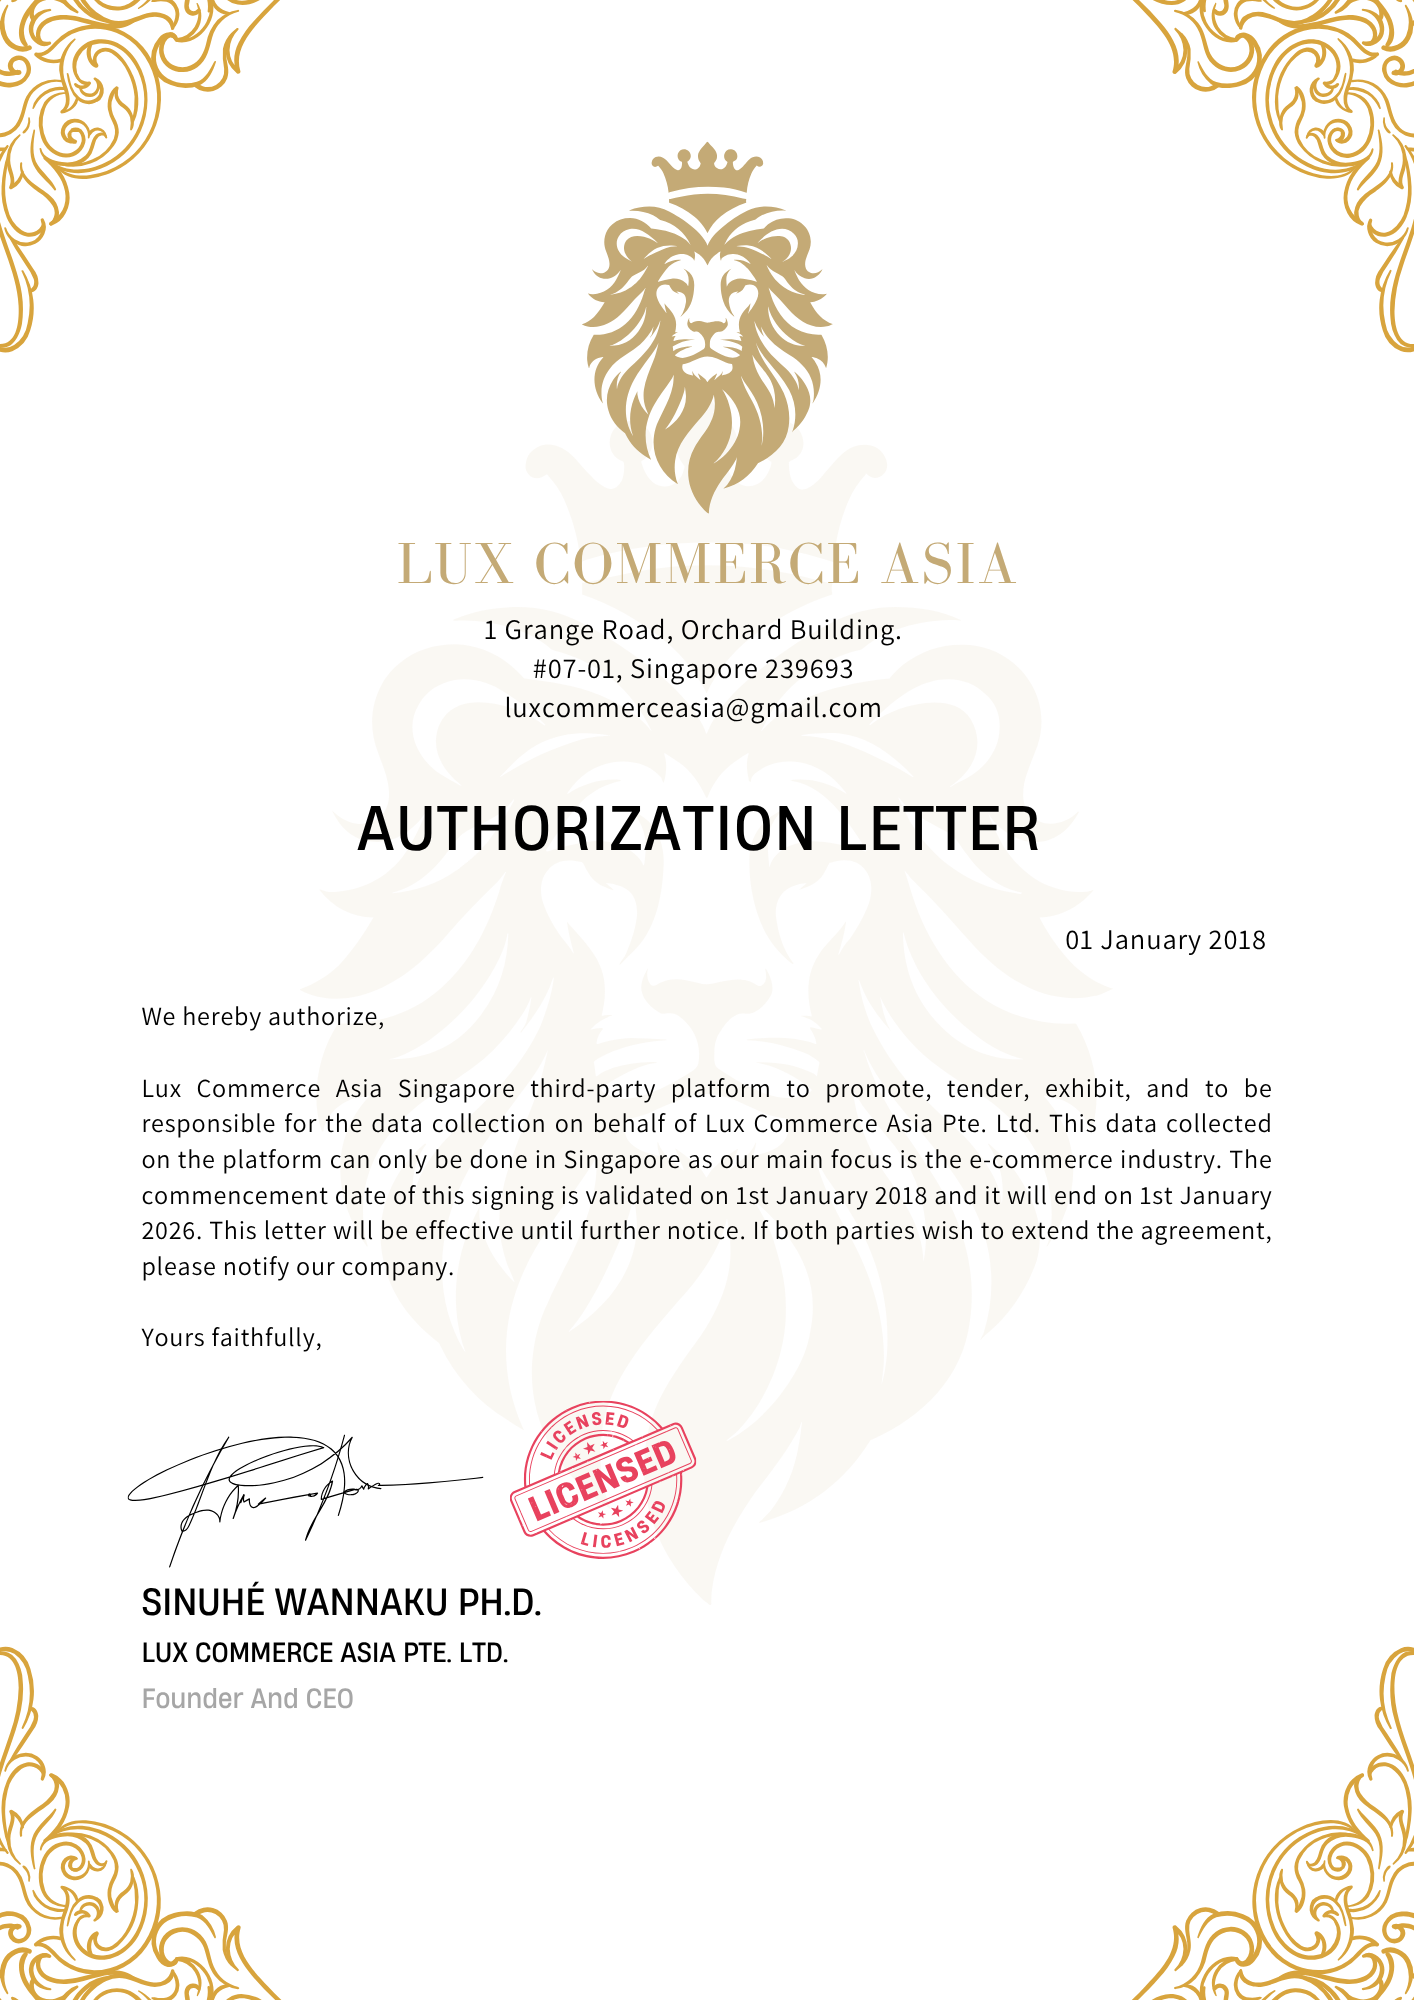 LUX COMMERCE ASIA
1 Grange Road, Orchard Building.
#07-01, Singapore 239693
luxcommerceasia@gmail.com
AUTHORIZATION LETTER
01 January 2018
We hereby authorize,
Lux Commerce Asia Singapore third-party platform to promote, tender, exhibit, and to be
responsible for the data collection on behalf of Lux Commerce Asia Pte. Ltd. This data collected
on the platform can only be done in Singapore as our main focus is the e-commerce industry. The
commencement date of this signing is validated on 1st January 2018 and it will end on 1st January
2026. This letter will be effective until further notice. If both parties wish to extend the agreement,
please notify our company.
Yours faithfully,
LICENSED
LICENSED
LICENSED
SINUHÉ WANNAKU PH.D.
LUX COMMERCE ASIA PTE. LTD.
Founder And CEO